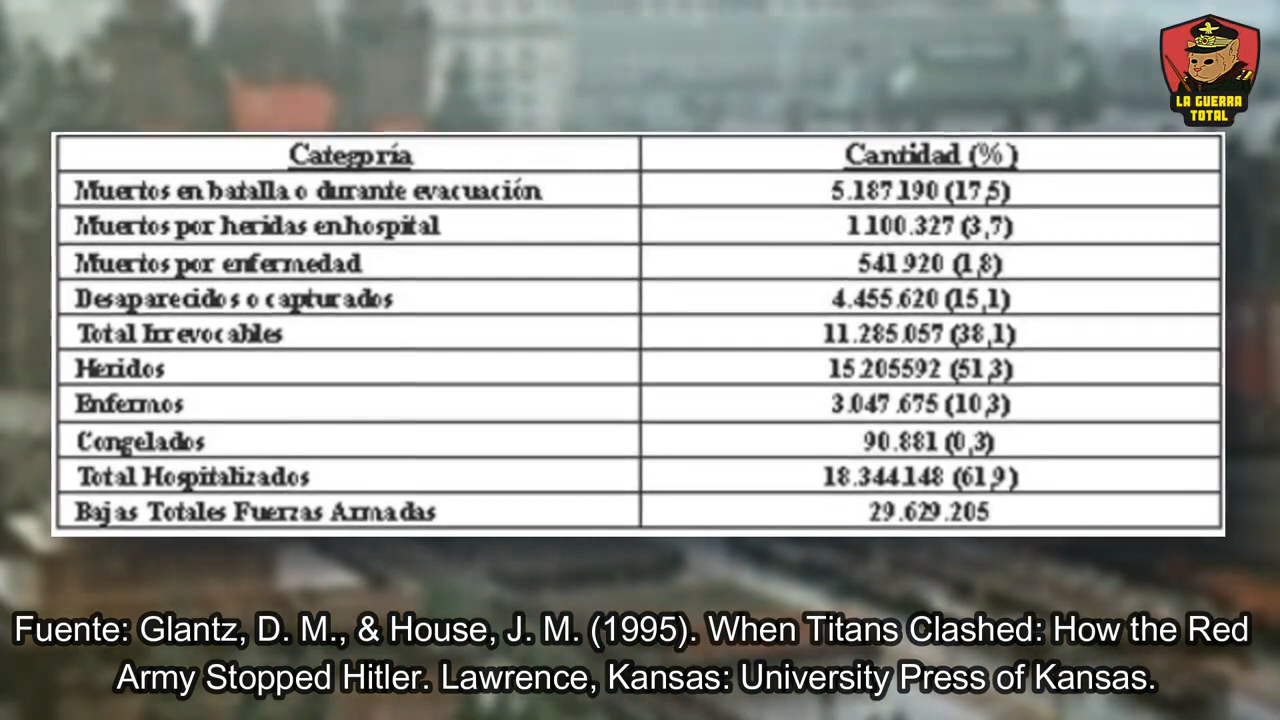 LA GUERRA
TOTAL
Categoría Cantidad (%)
Muertos en batalla o durante evacuación 5.187.190 (17,5)
Muertos por heridas en hospital 1.100.327 (3,7)
Muertos por enfermedad 541.920 (1,8)
Desaparecidos o capturados 4.455.620 (15,1)
Total Irrevocables 11.285.057 (38,1)
Heridos 15.205592 (51,3)
Enfermos 3.047.675 (10,3)
Congelados 90.881 (0,3)
Total Hospitalizados 18.344.148 (61,9)
Bajas Totales Fuerzas Armadas 29.629.205
Fuente: Glantz, D. M., & House, J. M. (1995). When Titans Clashed: How the Red
Army Stopped Hitler. Lawrence, Kansas: University Press of Kansas.